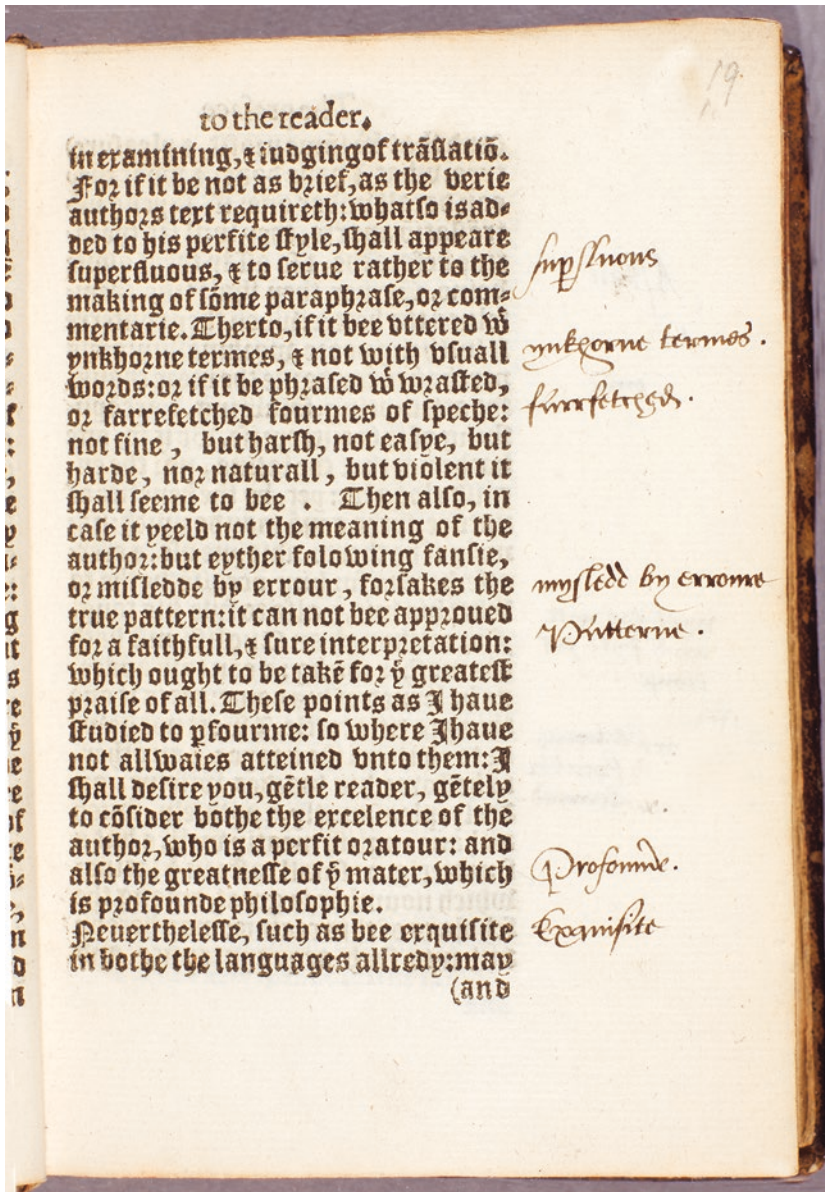 19
to the reader.
in examining, & iudging of trãſlatiõ.
For if it be not as brief, as the verie
authors text requireth: whatſo is ad-
ded to his perfite ſtyle, ſhall appeare
ſuperfluous, & to ſerue rather to the
making of ſõme paraphraſe, or com-
mentarie. Therto, if it bee vttered wͭ
ynkhorne termes, & not with vſuall
words: or if it be phraſed wͭ wraſted,
or farrefetched fourmes of ſpeche:
not fine , but harſh, not eaſye, but
harde, nor naturall, but violent it
ſhall ſeeme to bee . Then alſo, in
caſe it yeeld not the meaning of the
author: but eyther folowing fanſie,
or miſledde by errour, forſakes the
true pattern: it can not bee approued
for a faithfull, & ſure interpretation:
which ought to be takẽ for yͤ greateſt
praiſe of all. Theſe points as I haue
ſtudied to ꝑfourme: ſo where I haue
not allwaies atteined vnto them: I
ſhall deſire you, gẽtle reader, gẽtely
to cõſider bothe the excelence of the
author, who is a perfit oratour: and
alſo the greatneſſe of yͤ mater, which
is profounde philoſophie.
Neuertheleſſe, ſuch as bee exquiſite
in bothe the languages allredy: may
(and
ſuꝑfluous
ynkhorne termes.
farrfetched.
myſledd by erroure
Patterne.
Profounde.
Exquiſite